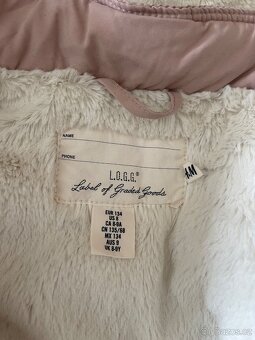 NAME
PHONE
L.O.G.G.®
Label of Graded Goods
H&M
EUR 134
US 8
CA 8-9A
CN 135/68
MX 134
AUS 9
UK 8-9Y